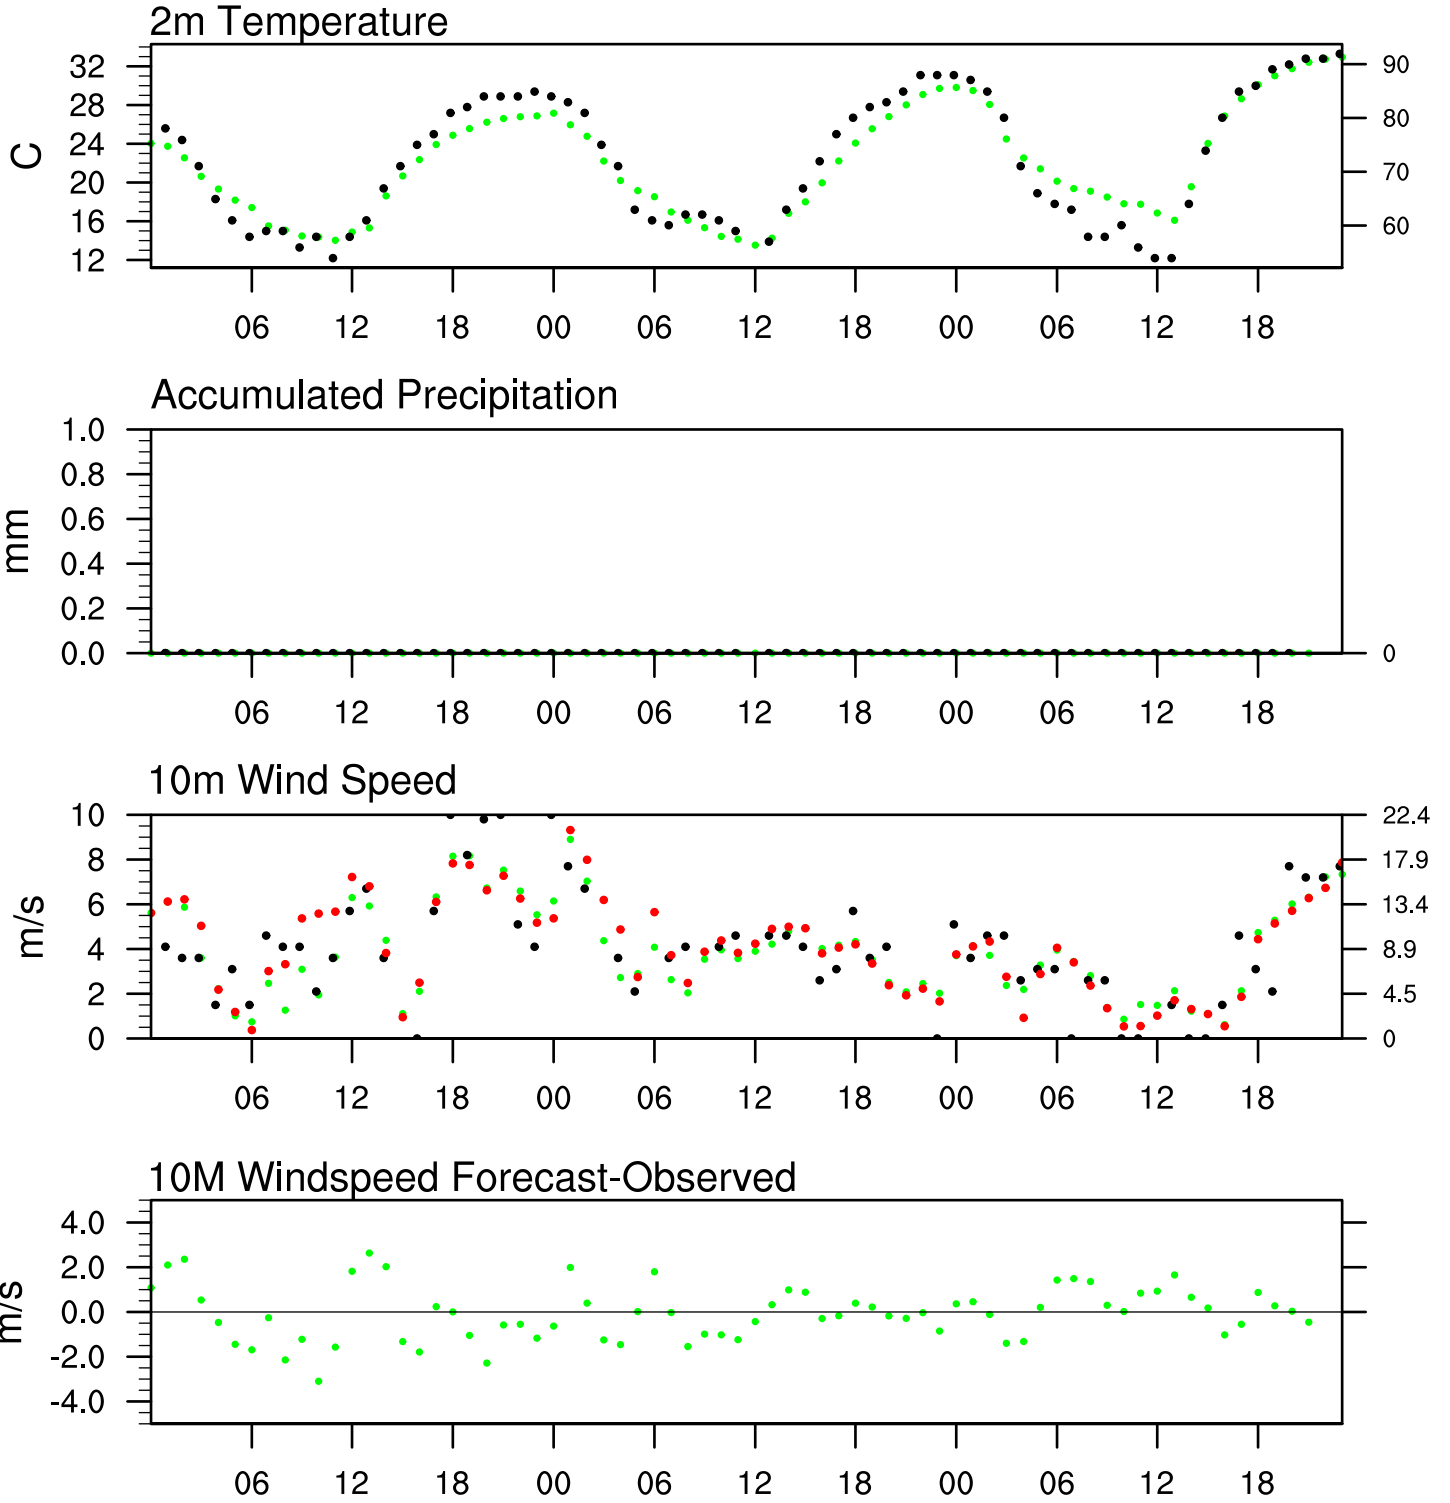 2m Temperature
32
28
24
20
16
12
C
90
80
70
60
06 12 18 00 06 12 18 00 06 12 18
Accumulated Precipitation
1.0
0.8
0.6
0.4
0.2
0.0
mm
0
06 12 18 00 06 12 18 00 06 12 18
10m Wind Speed
10
8
6
4
2
0
m/s
22.4
17.9
13.4
8.9
4.5
0
06 12 18 00 06 12 18 00 06 12 18
10M Windspeed Forecast-Observed
4.0
2.0
0.0
-2.0
-4.0
m/s
06 12 18 00 06 12 18 00 06 12 18